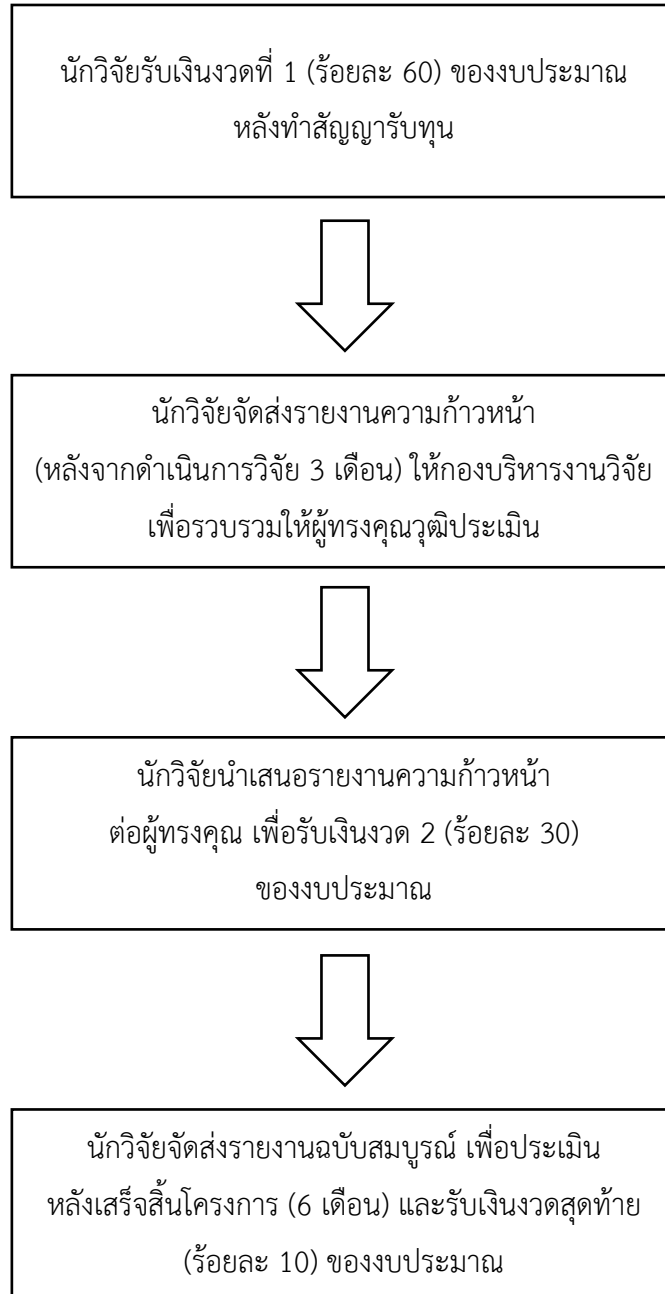 นักวิจัยรับเงินงวดที่ 1 (ร้อยละ 60) ของงบประมาณ
หลังทำสัญญารับทุน
นักวิจัยจัดส่งรายงานความก้าวหน้า
(หลังจากดำเนินการวิจัย 3 เดือน) ให้กองบริหารงานวิจัย
เพื่อรวบรวมให้ผู้ทรงคุณวุฒิประเมิน
นักวิจัยนำเสนอรายงานความก้าวหน้า
ต่อผู้ทรงคุณ เพื่อรับเงินงวด 2 (ร้อยละ 30)
ของงบประมาณ
นักวิจัยจัดส่งรายงานฉบับสมบูรณ์ เพื่อประเมิน
หลังเสร็จสิ้นโครงการ (6 เดือน) และรับเงินงวดสุดท้าย
(ร้อยละ 10) ของงบประมาณ